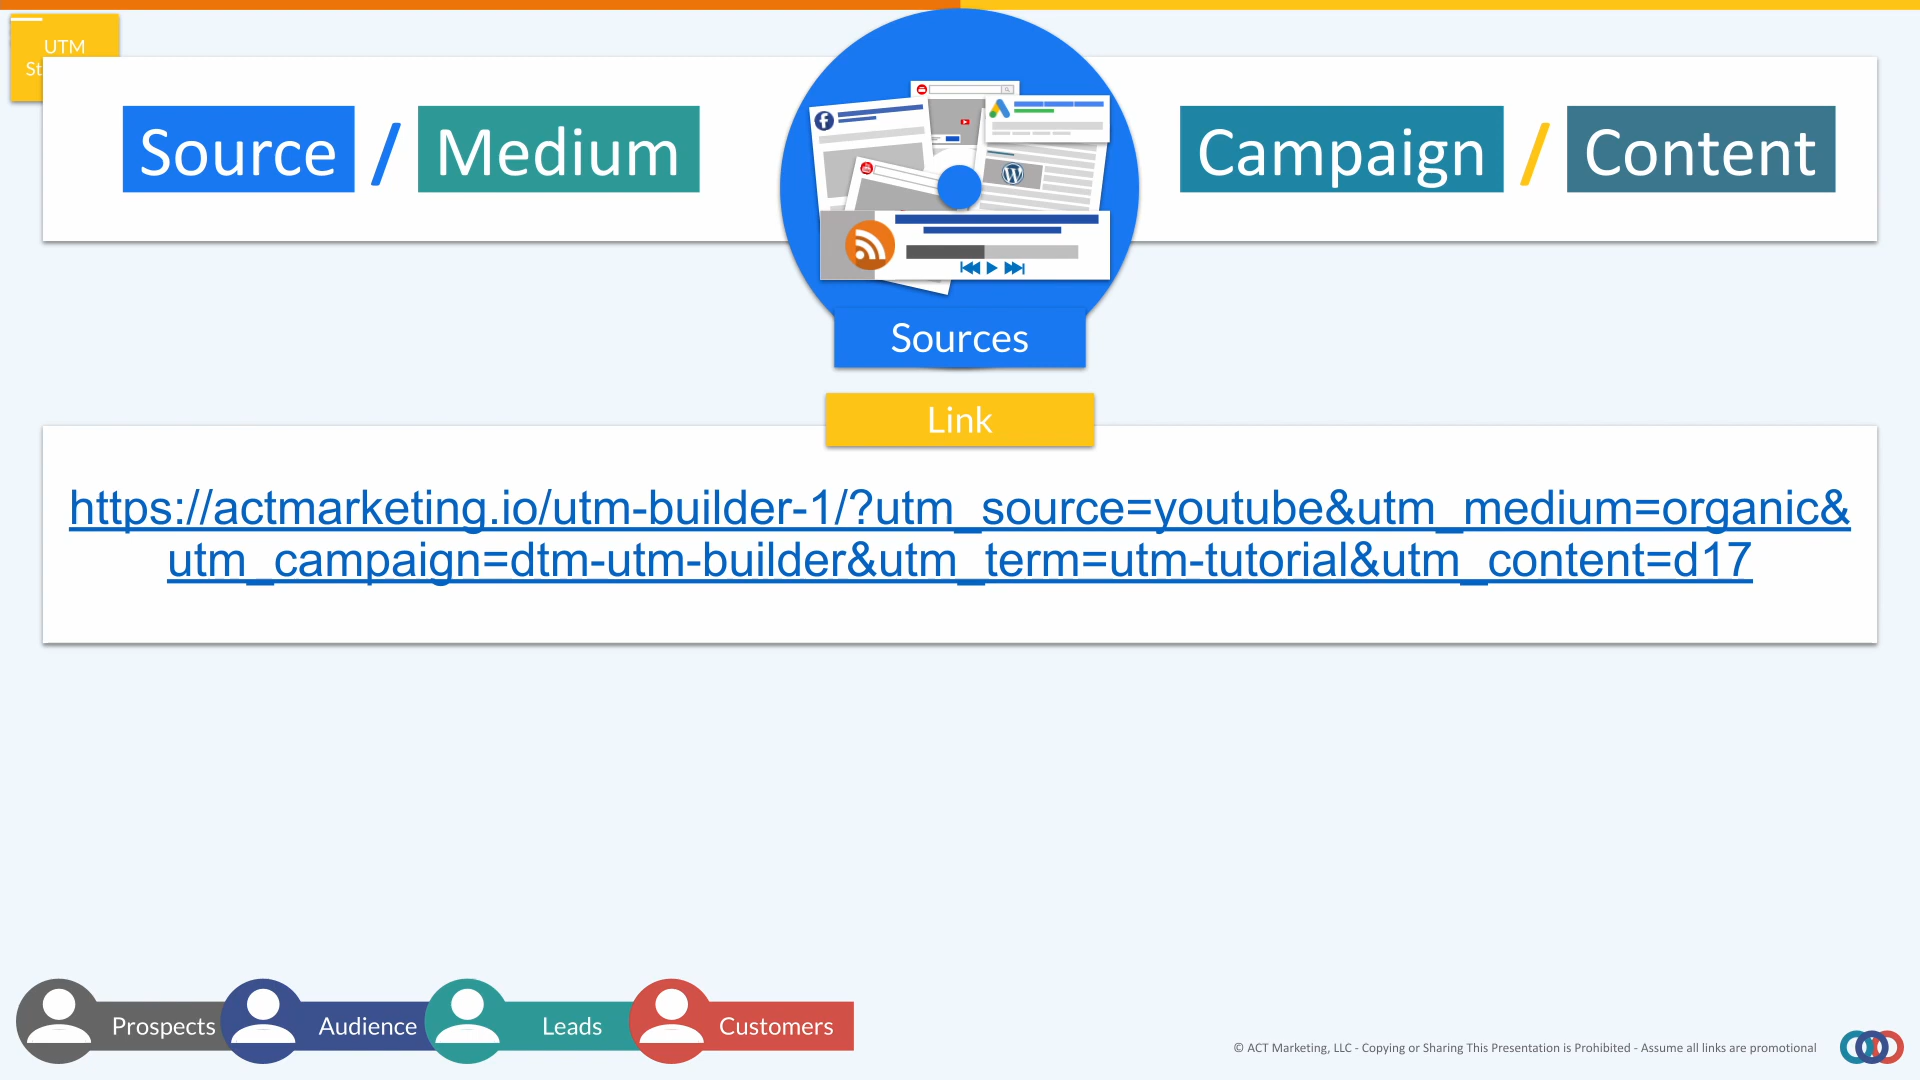 UTM
Source / Medium
Campaign / Content
Sources
Link
https://actmarketing.io/utm-builder-1/?utm_source=youtube&utm_medium=organic&
utm_campaign=dtm-utm-builder&utm_term=utm-tutorial&utm_content=d17
Prospects
Audience
Leads
Customers
© ACT Marketing, LLC - Copying or Sharing This Presentation is Prohibited - Assume all links are promotional